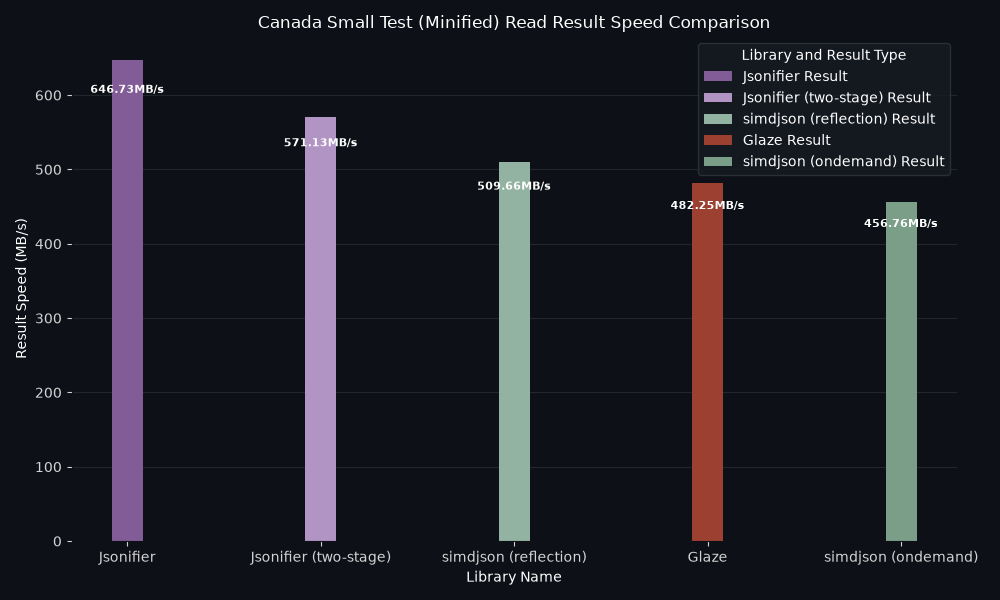 Canada Small Test (Minified) Read Result Speed Comparison
Library and Result Type
Jsonifier Result
Jsonifier (two-stage) Result
simdjson (reflection) Result
Glaze Result
simdjson (ondemand) Result
Result Speed (MB/s)
600
500
400
300
200
100
0
646.73MB/s
571.13MB/s
509.66MB/s
482.25MB/s
456.76MB/s
Jsonifier
Jsonifier (two-stage)
simdjson (reflection)
Glaze
simdjson (ondemand)
Library Name